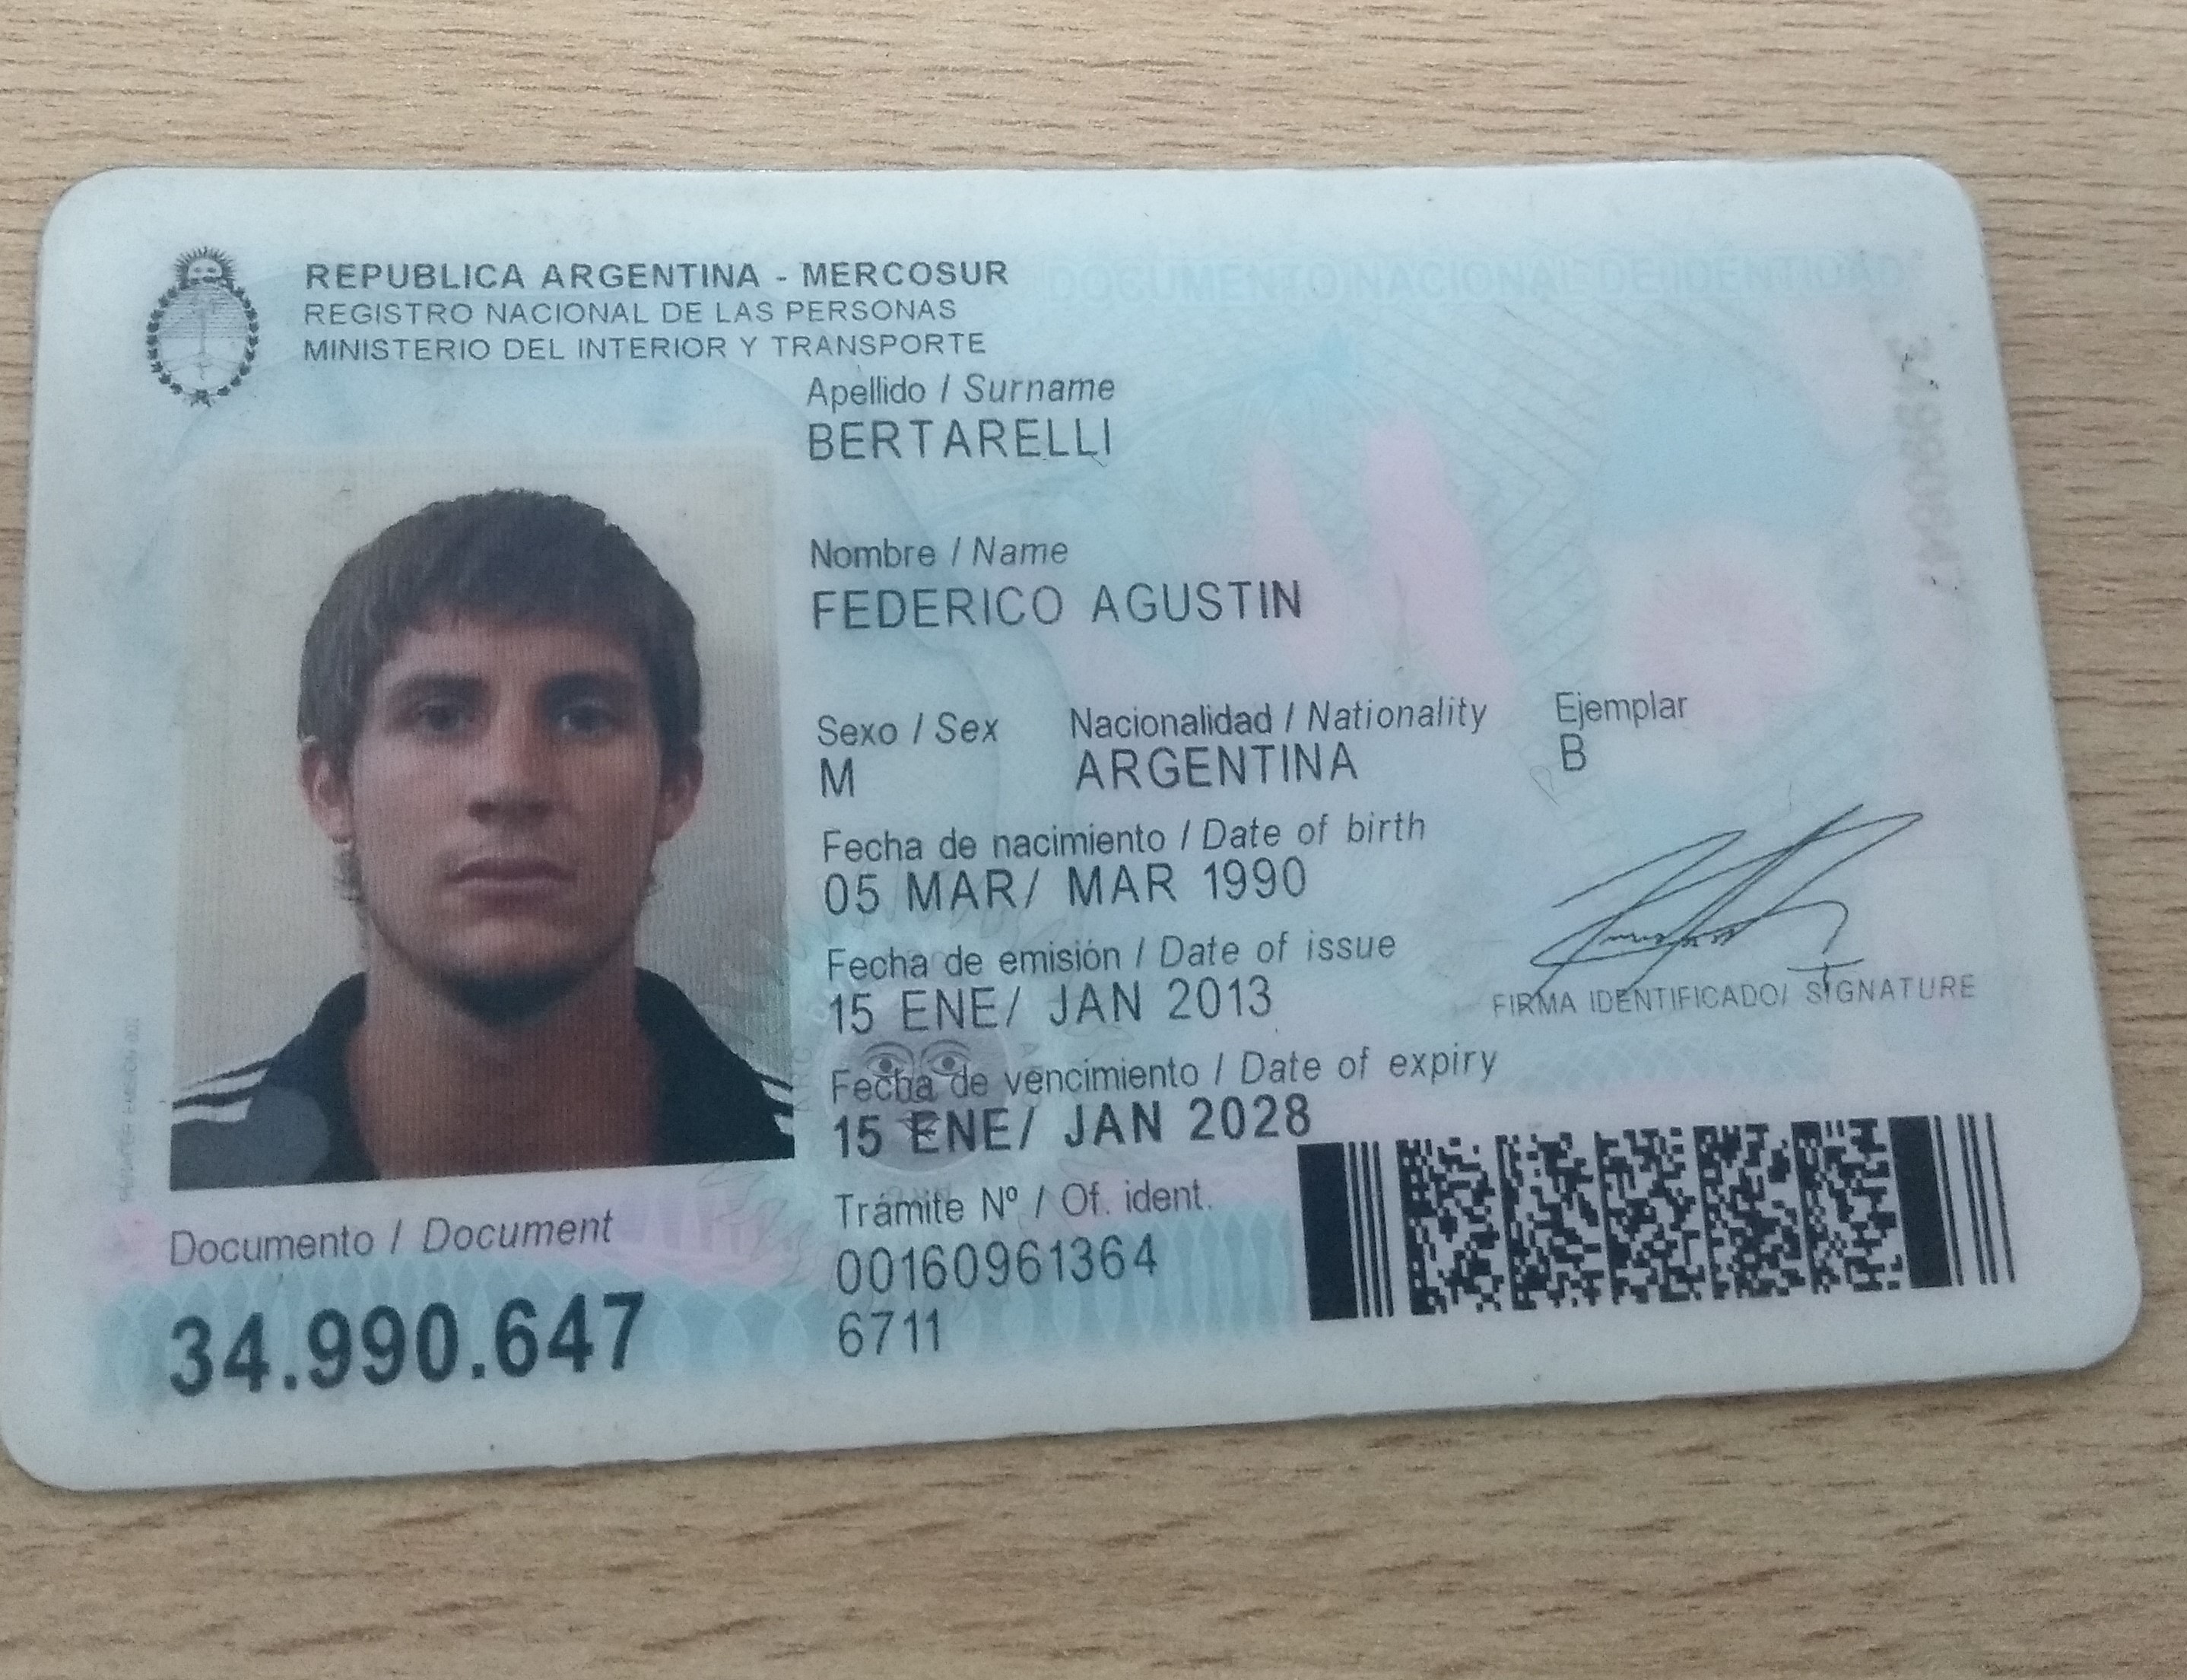 REPUBLICA ARGENTINA - MERCOSUR
REGISTRO NACIONAL DE LAS PERSONAS
MINISTERIO DEL INTERIOR Y TRANSPORTE
DOCUMENTO NACIONAL DE IDENTIDAD
Apellido / Surname
BERTARELLI
Nombre / Name
FEDERICO AGUSTIN
Sexo / Sex Nacionalidad / Nationality Ejemplar
M ARGENTINA B
Fecha de nacimiento / Date of birth
05 MAR/ MAR 1990
Fecha de emisión / Date of issue
15 ENE/ JAN 2013
FIRMA IDENTIFICADO/ SIGNATURE
Fecha de vencimiento / Date of expiry
15 ENE/ JAN 2028
Trámite Nº / Of. ident.
00160961364
6711
Documento / Document
34.990.647
34990647